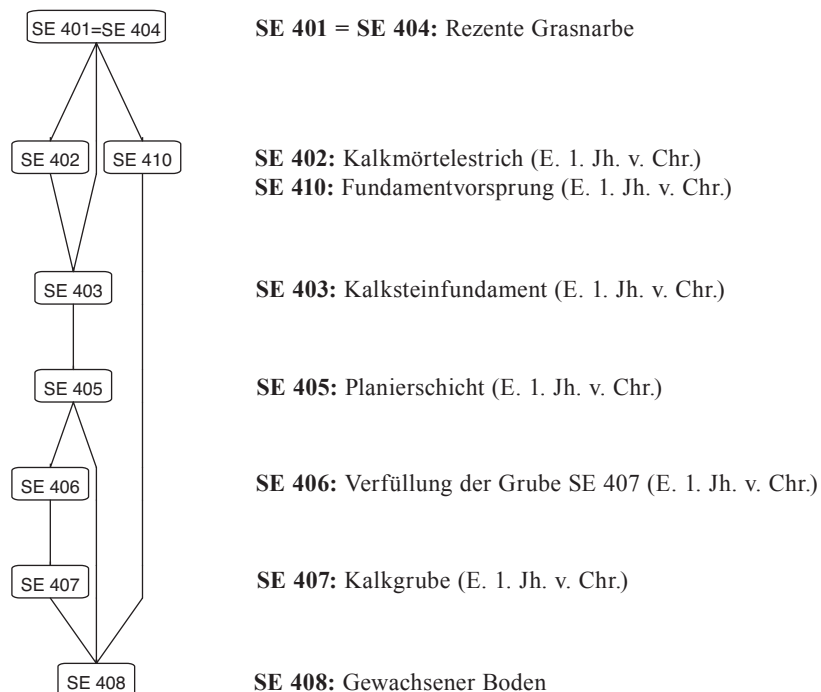 SE 401=SE 404 SE 401 = SE 404: Rezente Grasnarbe
SE 402 SE 410 SE 402: Kalkmörtelestrich (E. 1. Jh. v. Chr.)
SE 410: Fundamentvorsprung (E. 1. Jh. v. Chr.)
SE 403 SE 403: Kalksteinfundament (E. 1. Jh. v. Chr.)
SE 405 SE 405: Planierschicht (E. 1. Jh. v. Chr.)
SE 406 SE 406: Verfüllung der Grube SE 407 (E. 1. Jh. v. Chr.)
SE 407 SE 407: Kalkgrube (E. 1. Jh. v. Chr.)
SE 408 SE 408: Gewachsener Boden